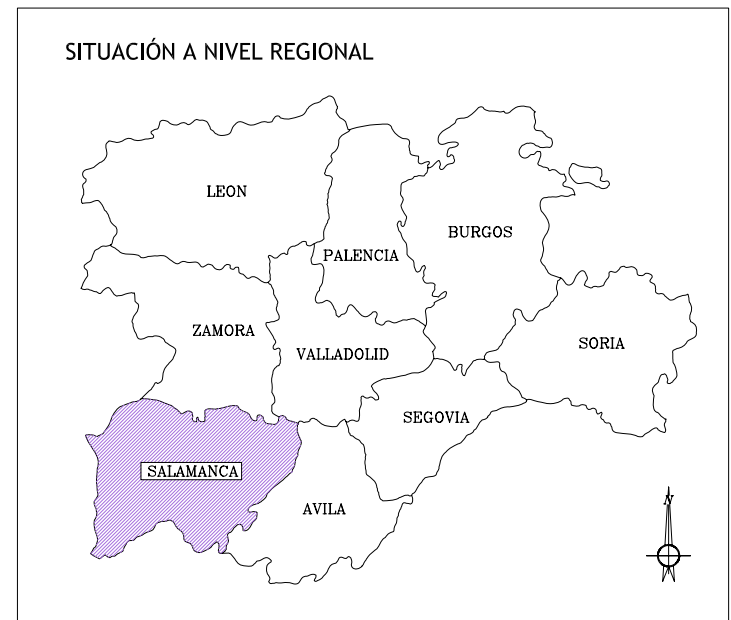 SITUACIÓN A NIVEL REGIONAL
LEON
BURGOS
PALENCIA
ZAMORA
VALLADOLID
SORIA
SEGOVIA
SALAMANCA
AVILA
N